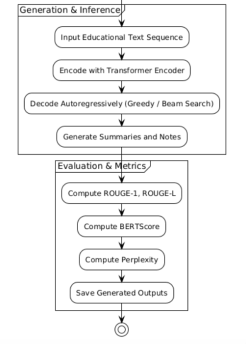 Generation & Inference
Input Educational Text Sequence
Encode with Transformer Encoder
Decode Autoregressively (Greedy / Beam Search)
Generate Summaries and Notes
Evaluation & Metrics
Compute ROUGE-1, ROUGE-L
Compute BERTScore
Compute Perplexity
Save Generated Outputs